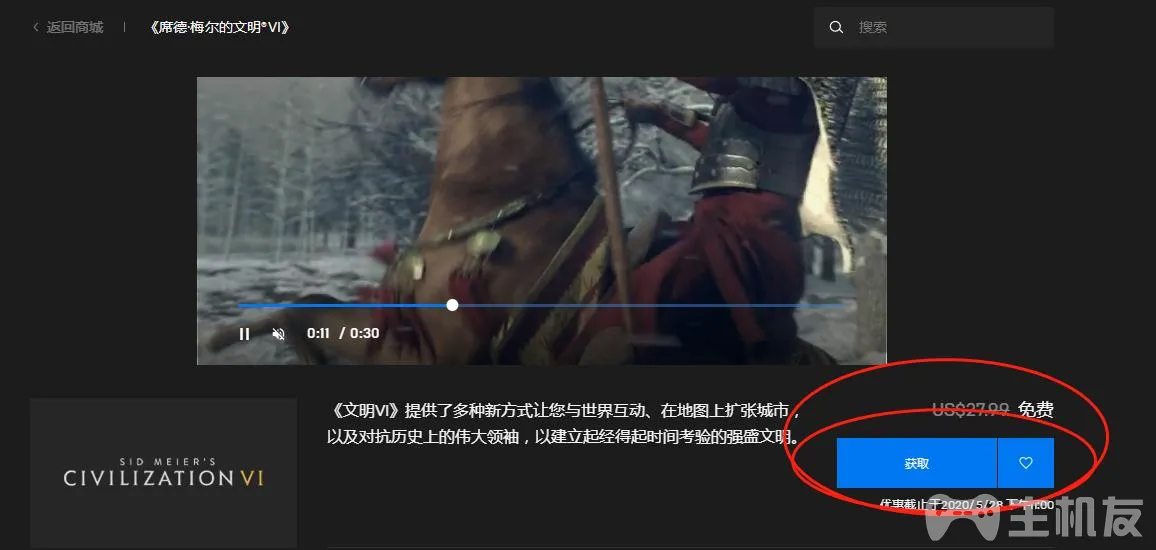 返回商城
《席德·梅尔的文明®VI》
搜索
0:11 / 0:30
《文明VI》提供了多种新方式让您与世界互动、在地图上扩张城市，
以及对抗历史上的伟大领袖，以建立起经得起时间考验的强盛文明。
US$27.99 免费
获取
优惠截止于2020/5/28 下午
SID MEIER'S
CIVILIZATION VI
主机友